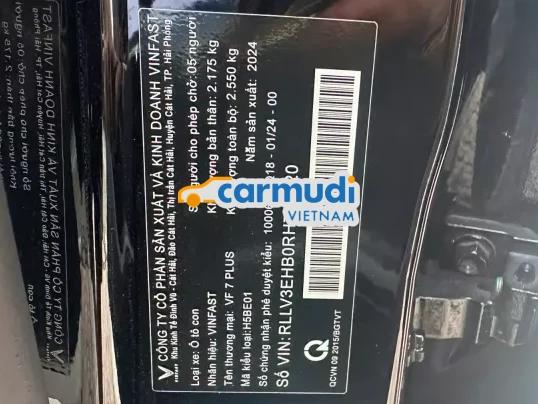 CÔNG TY CỔ PHẦN SẢN XUẤT VÀ KINH DOANH VINFAST
VINFAST Khu Kinh Tế Đình Vũ - Cát Hải, Đảo Cát Hải, Thị trấn Cát Hải, Huyện Cát Hải, TP. Hải Phòng
Loại xe: Ô tô con
cho phép chở: 05 người
Nhãn hiệu: VINFAST
bản thân: 2.175 kg
Tên thương mại: VF 7 PLUS
toàn bộ: 2.550 kg
Mã kiểu loại: H5BE01
Năm sản xuất: 2024
Số chứng nhận phê duyệt kiểu: 01/24 - 00
Số VIN: RLLV3EHB0RH
QCVN 09:2015/BGTVT
carmudi
VIETNAM